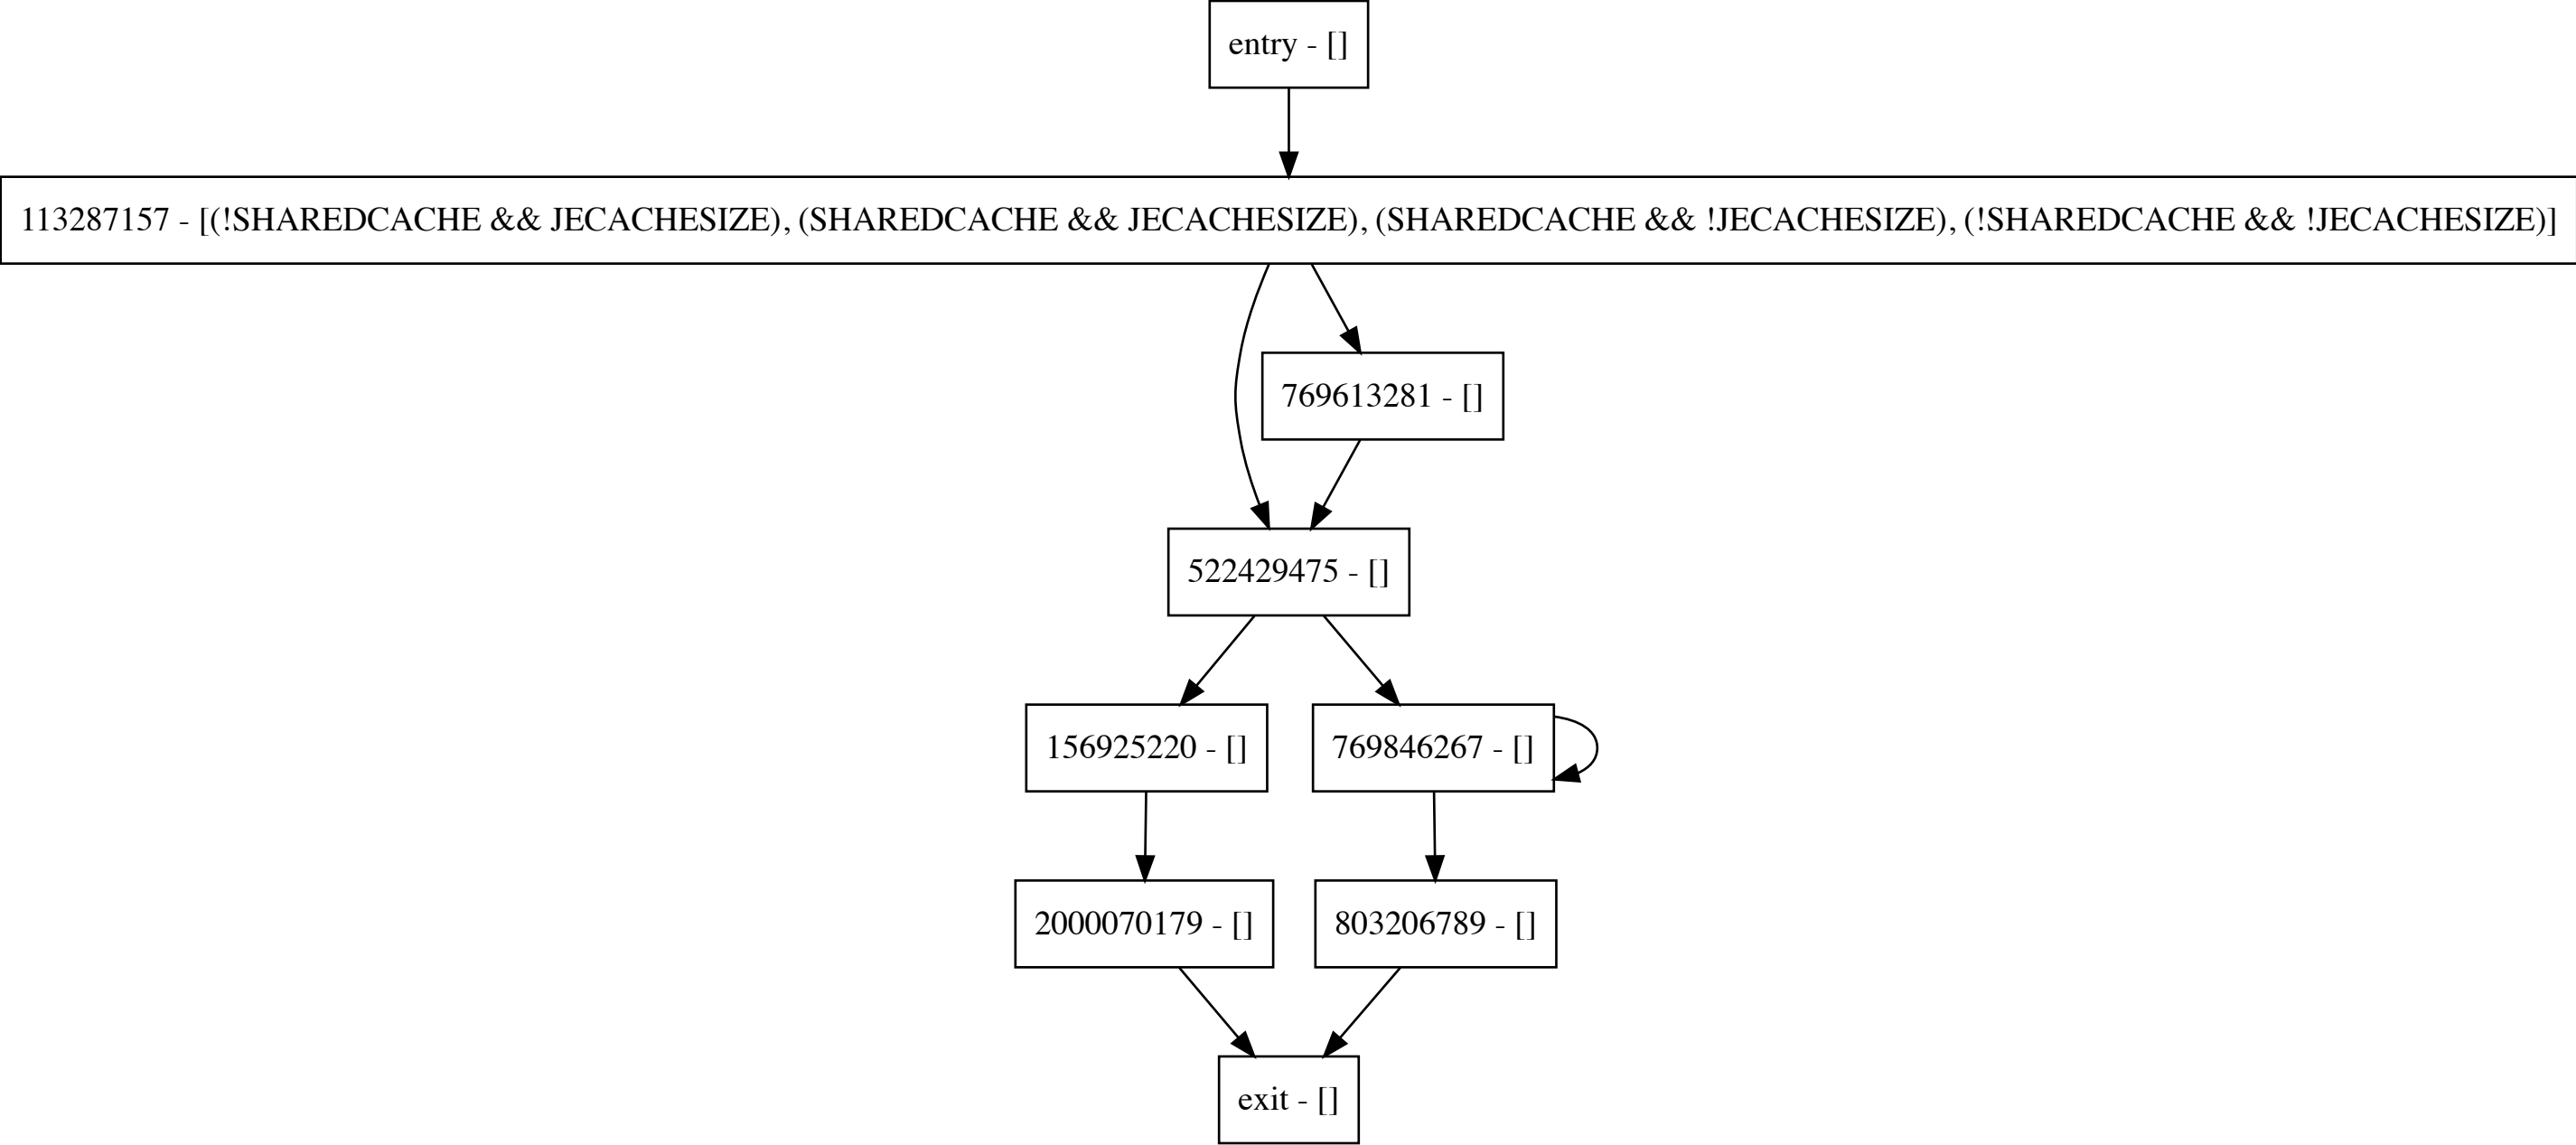 entry - []
113287157 - [(!SHAREDCACHE && JECACHESIZE), (SHAREDCACHE && JECACHESIZE), (SHAREDCACHE && !JECACHESIZE), (!SHAREDCACHE && !JECACHESIZE)]
769613281 - []
522429475 - []
156925220 - []
769846267 - []
2000070179 - []
803206789 - []
exit - []